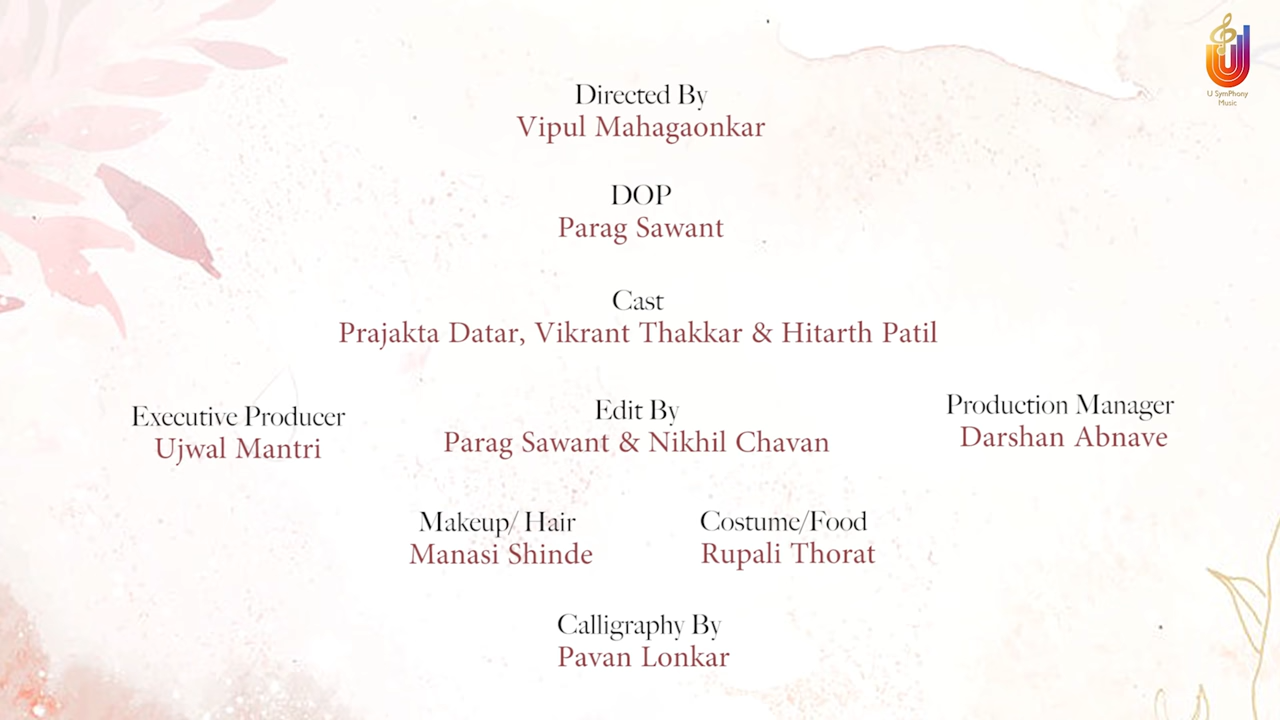 U SymPhony
Music
Directed By
Vipul Mahagaonkar
DOP
Parag Sawant
Cast
Prajakta Datar, Vikrant Thakkar & Hitarth Patil
Executive Producer
Ujwal Mantri
Edit By
Parag Sawant & Nikhil Chavan
Production Manager
Darshan Abnave
Makeup/ Hair
Manasi Shinde
Costume/Food
Rupali Thorat
Calligraphy By
Pavan Lonkar